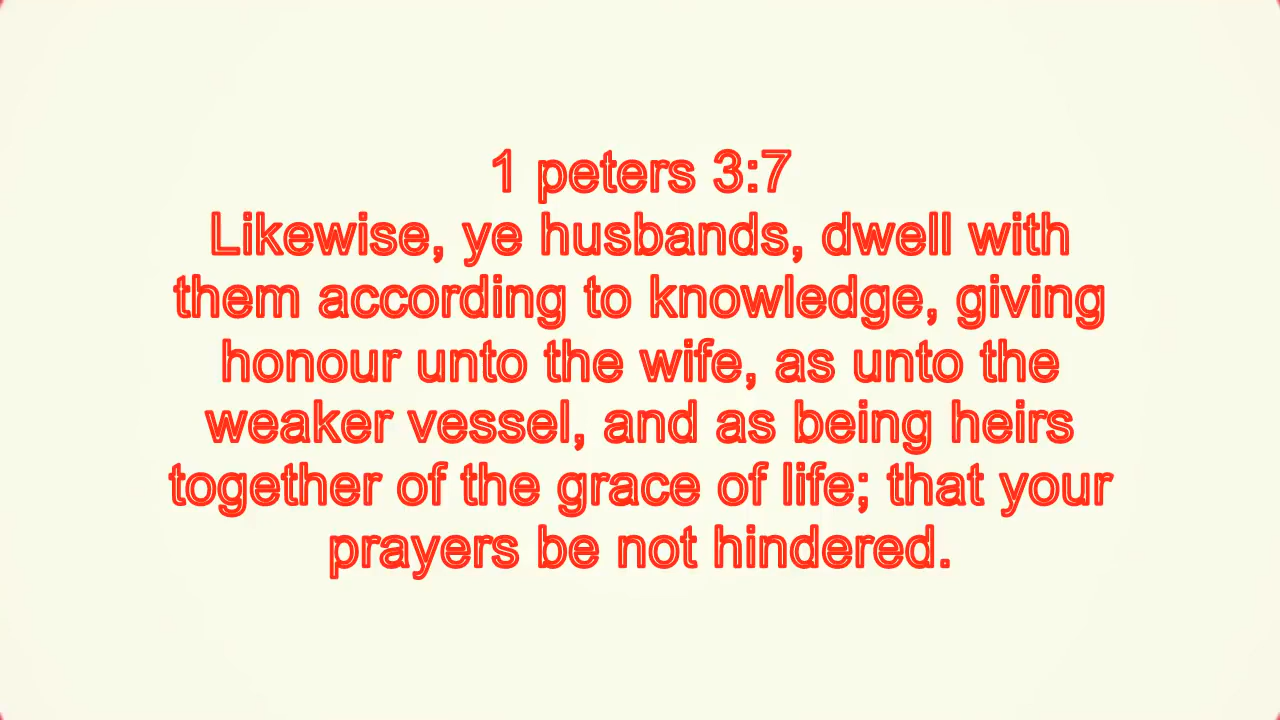 1 peters 3:7
Likewise, ye husbands, dwell with
them according to knowledge, giving
honour unto the wife, as unto the
weaker vessel, and as being heirs
together of the grace of life; that your
prayers be not hindered.